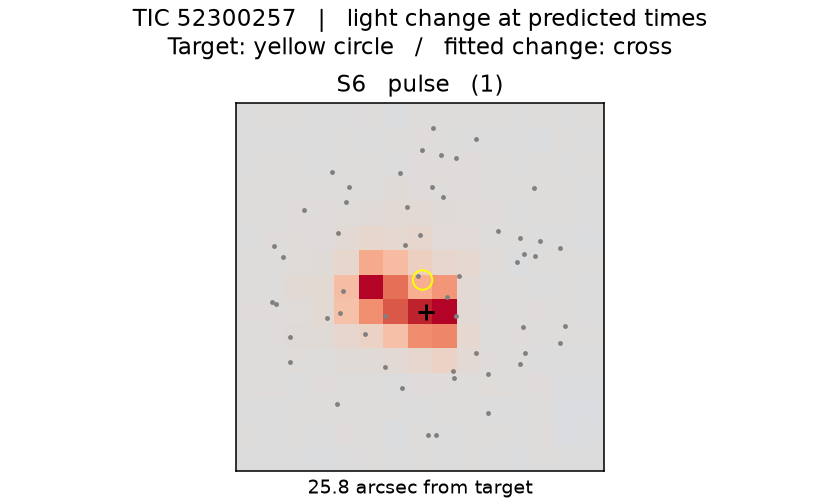 TIC 52300257 | light change at predicted times
Target: yellow circle / fitted change: cross
S6 pulse (1)
25.8 arcsec from target